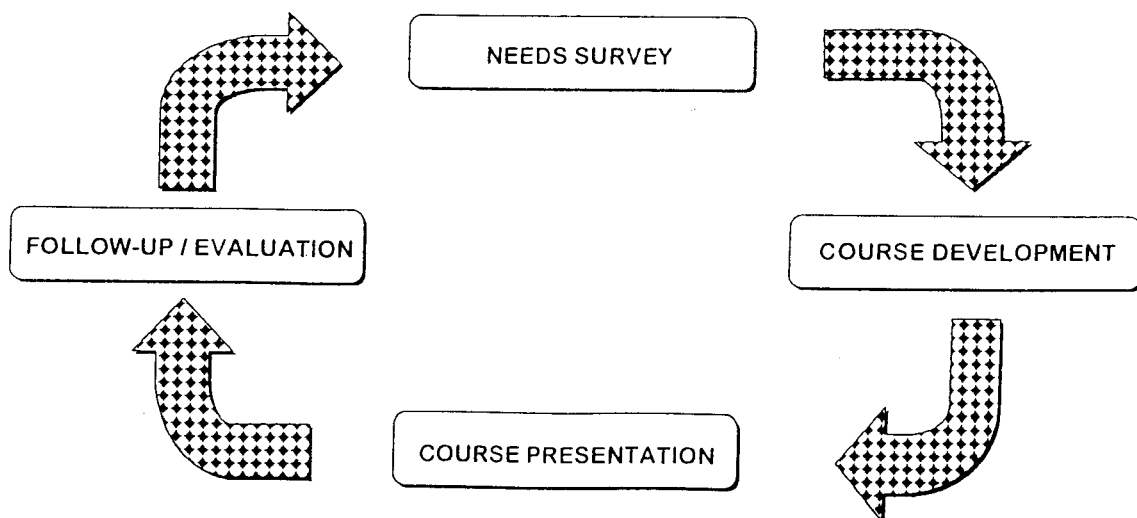 NEEDS SURVEY
FOLLOW-UP / EVALUATION
COURSE DEVELOPMENT
COURSE PRESENTATION